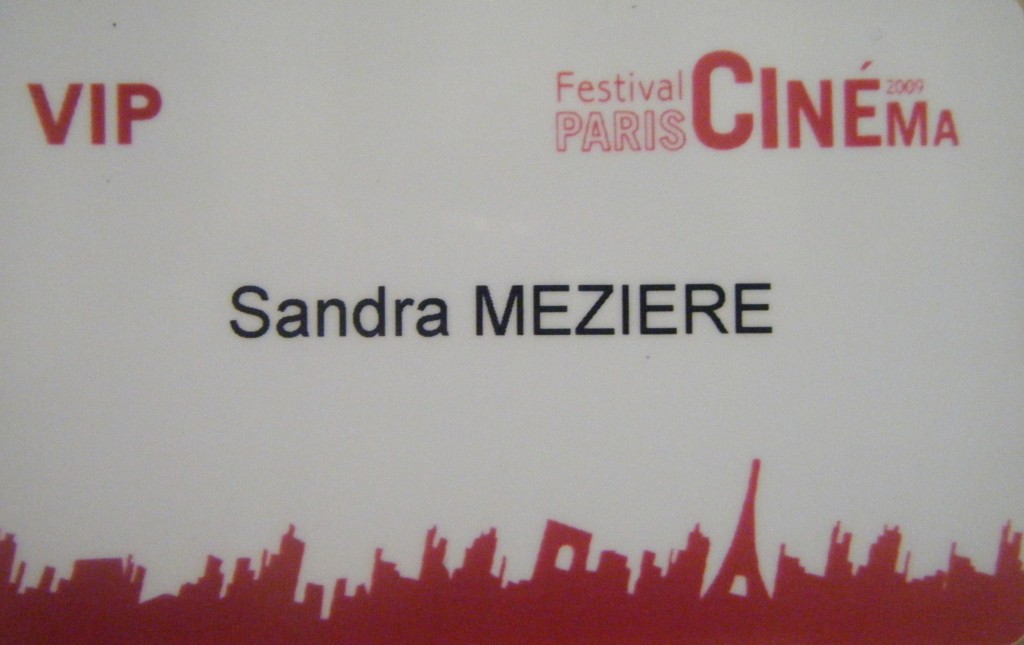 VIP
Festival PARIS CINÉMA 2009
Sandra MEZIERE